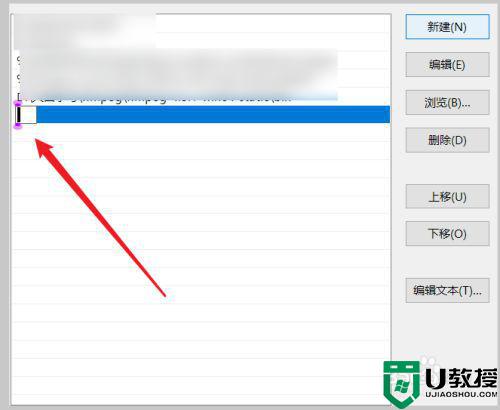 新建(N)
编辑(E)
浏览(B)...
删除(D)
上移(U)
下移(O)
编辑文本(T)...
U教授
UJIAOSHOU.COM